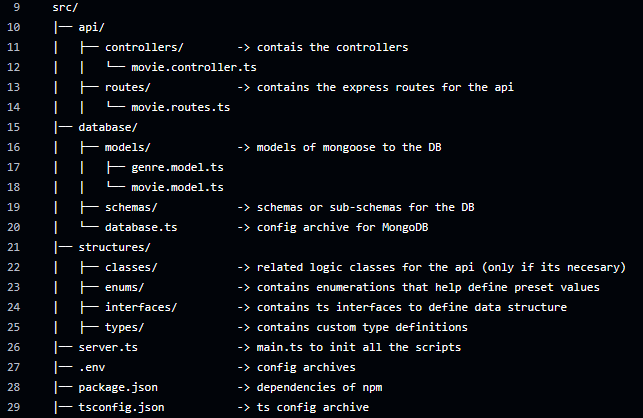 9 src/
10 |── api/
11 |   ├── controllers/        -> contais the controllers
12 |   |   └── movie.controller.ts
13 |   ├── routes/             -> contains the express routes for the api
14 |   |   └── movie.routes.ts
15 |── database/
16 |   ├── models/             -> models of mongoose to the DB
17 |   |   ├── genre.model.ts
18 |   |   └── movie.model.ts
19 |   ├── schemas/            -> schemas or sub-schemas for the DB
20 |   └── database.ts         -> config archive for MongoDB
21 |── structures/
22 |   ├── classes/            -> related logic classes for the api (only if its necesary)
23 |   ├── enums/              -> contains enumerations that help define preset values
24 |   ├── interfaces/         -> contains ts interfaces to define data structure
25 |   ├── types/              -> contains custom type definitions
26 |── server.ts               -> main.ts to init all the scripts
27 |── .env                    -> config archives
28 |── package.json            -> dependencies of npm
29 |── tsconfig.json           -> ts config archive